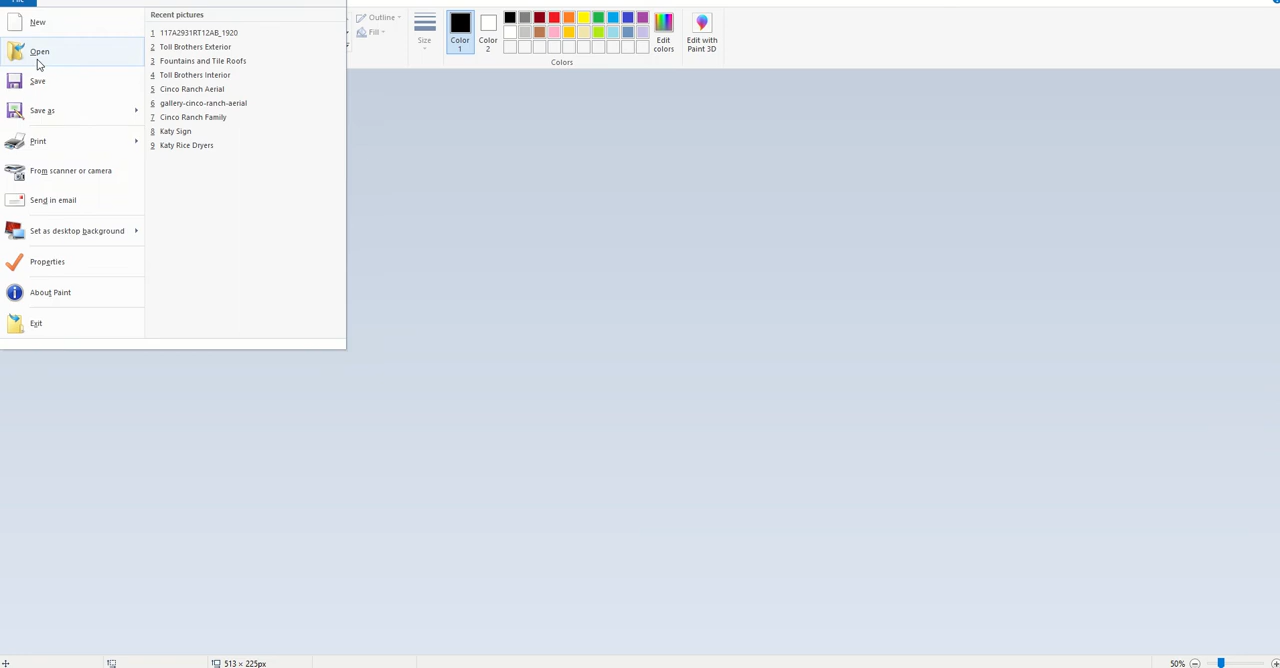 File
Recent pictures
New
1 117A2931RT12AB_1920
2 Toll Brothers Exterior
Open
3 Fountains and Tile Roofs
4 Toll Brothers Interior
Save
5 Cinco Ranch Aerial
6 gallery-cinco-ranch-aerial
Save as
7 Cinco Ranch Family
8 Katy Sign
Print
9 Katy Rice Dryers
From scanner or camera
Send in email
Set as desktop background
Properties
About Paint
Exit
Outline
Fill
Size
Color
1
Color
2
Edit
colors
Edit with
Paint 3D
Colors
513 × 225px
50%